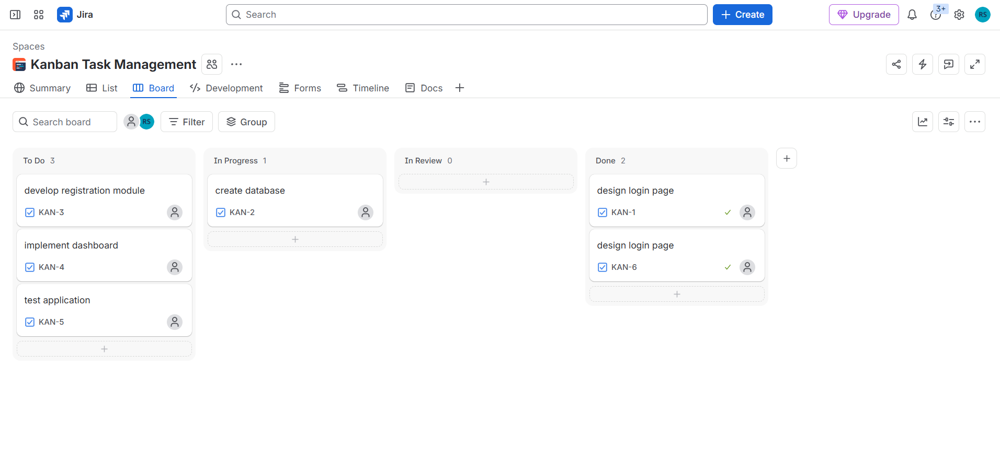 Jira
Search
Create
Upgrade
3+
RS
Spaces
Kanban Task Management
Summary
List
Board
Development
Forms
Timeline
Docs
Search board
RS
Filter
Group
To Do 3
develop registration module
KAN-3
implement dashboard
KAN-4
test application
KAN-5
In Progress 1
create database
KAN-2
In Review 0
Done 2
design login page
KAN-1
design login page
KAN-6